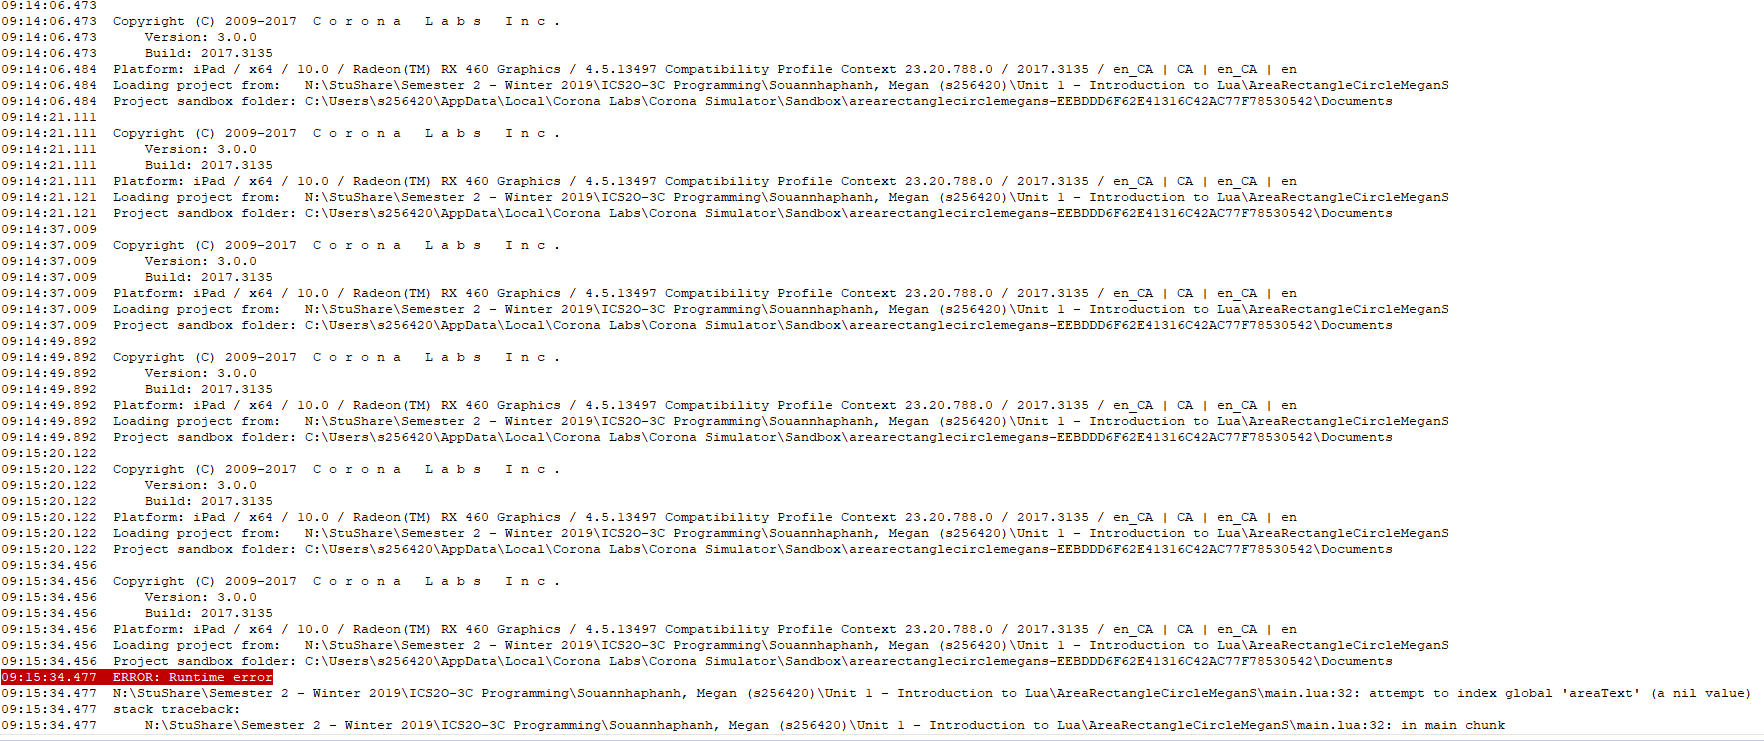 09:14:06.473
09:14:06.473  Copyright (C) 2009-2017  C o r o n a   L a b s   I n c .
09:14:06.473      Version: 3.0.0
09:14:06.473      Build: 2017.3135
09:14:06.484  Platform: iPad / x64 / 10.0 / Radeon(TM) RX 460 Graphics / 4.5.13497 Compatibility Profile Context 23.20.788.0 / 2017.3135 / en_CA | CA | en_CA | en
09:14:06.484  Loading project from:   N:\StuShare\Semester 2 - Winter 2019\ICS2O-3C Programming\Souannhaphanh, Megan (s256420)\Unit 1 - Introduction to Lua\AreaRectangleCircleMeganS
09:14:06.484  Project sandbox folder: C:\Users\s256420\AppData\Local\Corona Labs\Corona Simulator\Sandbox\arearectanglecirclemegans-EEBDDD6F62E41316C42AC77F78530542\Documents
09:14:21.111
09:14:21.111  Copyright (C) 2009-2017  C o r o n a   L a b s   I n c .
09:14:21.111      Version: 3.0.0
09:14:21.111      Build: 2017.3135
09:14:21.111  Platform: iPad / x64 / 10.0 / Radeon(TM) RX 460 Graphics / 4.5.13497 Compatibility Profile Context 23.20.788.0 / 2017.3135 / en_CA | CA | en_CA | en
09:14:21.121  Loading project from:   N:\StuShare\Semester 2 - Winter 2019\ICS2O-3C Programming\Souannhaphanh, Megan (s256420)\Unit 1 - Introduction to Lua\AreaRectangleCircleMeganS
09:14:21.121  Project sandbox folder: C:\Users\s256420\AppData\Local\Corona Labs\Corona Simulator\Sandbox\arearectanglecirclemegans-EEBDDD6F62E41316C42AC77F78530542\Documents
09:14:37.009
09:14:37.009  Copyright (C) 2009-2017  C o r o n a   L a b s   I n c .
09:14:37.009      Version: 3.0.0
09:14:37.009      Build: 2017.3135
09:14:37.009  Platform: iPad / x64 / 10.0 / Radeon(TM) RX 460 Graphics / 4.5.13497 Compatibility Profile Context 23.20.788.0 / 2017.3135 / en_CA | CA | en_CA | en
09:14:37.009  Loading project from:   N:\StuShare\Semester 2 - Winter 2019\ICS2O-3C Programming\Souannhaphanh, Megan (s256420)\Unit 1 - Introduction to Lua\AreaRectangleCircleMeganS
09:14:37.009  Project sandbox folder: C:\Users\s256420\AppData\Local\Corona Labs\Corona Simulator\Sandbox\arearectanglecirclemegans-EEBDDD6F62E41316C42AC77F78530542\Documents
09:14:49.892
09:14:49.892  Copyright (C) 2009-2017  C o r o n a   L a b s   I n c .
09:14:49.892      Version: 3.0.0
09:14:49.892      Build: 2017.3135
09:14:49.892  Platform: iPad / x64 / 10.0 / Radeon(TM) RX 460 Graphics / 4.5.13497 Compatibility Profile Context 23.20.788.0 / 2017.3135 / en_CA | CA | en_CA | en
09:14:49.892  Loading project from:   N:\StuShare\Semester 2 - Winter 2019\ICS2O-3C Programming\Souannhaphanh, Megan (s256420)\Unit 1 - Introduction to Lua\AreaRectangleCircleMeganS
09:14:49.892  Project sandbox folder: C:\Users\s256420\AppData\Local\Corona Labs\Corona Simulator\Sandbox\arearectanglecirclemegans-EEBDDD6F62E41316C42AC77F78530542\Documents
09:15:20.122
09:15:20.122  Copyright (C) 2009-2017  C o r o n a   L a b s   I n c .
09:15:20.122      Version: 3.0.0
09:15:20.122      Build: 2017.3135
09:15:20.122  Platform: iPad / x64 / 10.0 / Radeon(TM) RX 460 Graphics / 4.5.13497 Compatibility Profile Context 23.20.788.0 / 2017.3135 / en_CA | CA | en_CA | en
09:15:20.122  Loading project from:   N:\StuShare\Semester 2 - Winter 2019\ICS2O-3C Programming\Souannhaphanh, Megan (s256420)\Unit 1 - Introduction to Lua\AreaRectangleCircleMeganS
09:15:20.122  Project sandbox folder: C:\Users\s256420\AppData\Local\Corona Labs\Corona Simulator\Sandbox\arearectanglecirclemegans-EEBDDD6F62E41316C42AC77F78530542\Documents
09:15:34.456
09:15:34.456  Copyright (C) 2009-2017  C o r o n a   L a b s   I n c .
09:15:34.456      Version: 3.0.0
09:15:34.456      Build: 2017.3135
09:15:34.456  Platform: iPad / x64 / 10.0 / Radeon(TM) RX 460 Graphics / 4.5.13497 Compatibility Profile Context 23.20.788.0 / 2017.3135 / en_CA | CA | en_CA | en
09:15:34.456  Loading project from:   N:\StuShare\Semester 2 - Winter 2019\ICS2O-3C Programming\Souannhaphanh, Megan (s256420)\Unit 1 - Introduction to Lua\AreaRectangleCircleMeganS
09:15:34.456  Project sandbox folder: C:\Users\s256420\AppData\Local\Corona Labs\Corona Simulator\Sandbox\arearectanglecirclemegans-EEBDDD6F62E41316C42AC77F78530542\Documents
09:15:34.477  ERROR: Runtime error
09:15:34.477  N:\StuShare\Semester 2 - Winter 2019\ICS2O-3C Programming\Souannhaphanh, Megan (s256420)\Unit 1 - Introduction to Lua\AreaRectangleCircleMeganS\main.lua:32: attempt to index global 'areaText' (a nil value)
09:15:34.477  stack traceback:
09:15:34.477      N:\StuShare\Semester 2 - Winter 2019\ICS2O-3C Programming\Souannhaphanh, Megan (s256420)\Unit 1 - Introduction to Lua\AreaRectangleCircleMeganS\main.lua:32: in main chunk